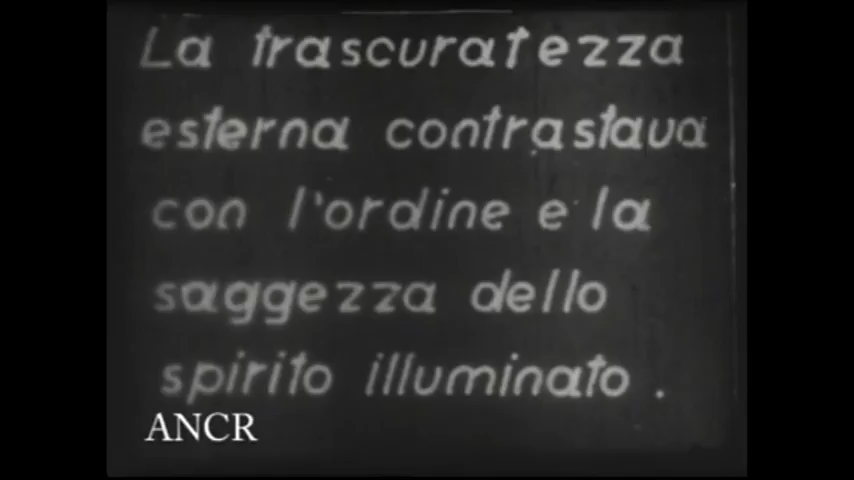 La trascuratezza
esterna contrastava
con l'ordine e la
saggezza dello
spirito illuminato .
ANCR